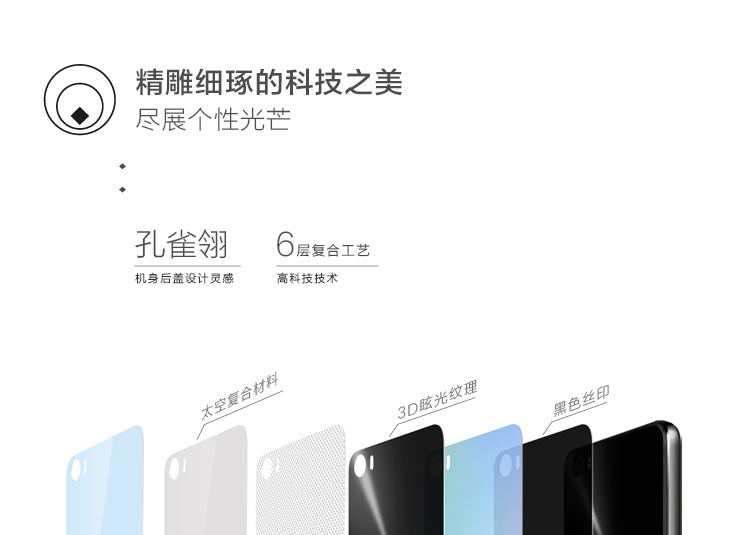 精雕细琢的科技之美
尽展个性光芒
孔雀翎
机身后盖设计灵感
6层复合工艺
高科技技术
太空复合材料
3D眩光纹理
黑色丝印